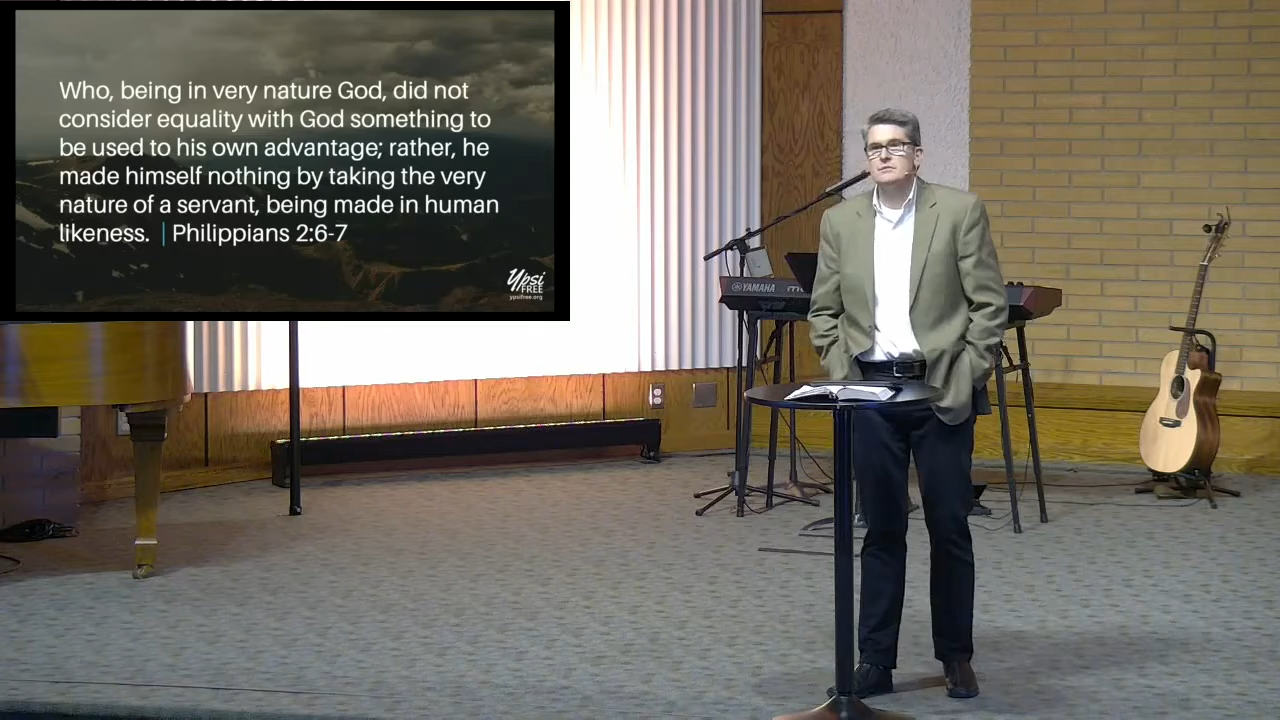 Who, being in very nature God, did not
consider equality with God something to
be used to his own advantage; rather, he
made himself nothing by taking the very
nature of a servant, being made in human
likeness. | Philippians 2:6-7
Ypsi
FREE
ypsifree.org
YAMAHA